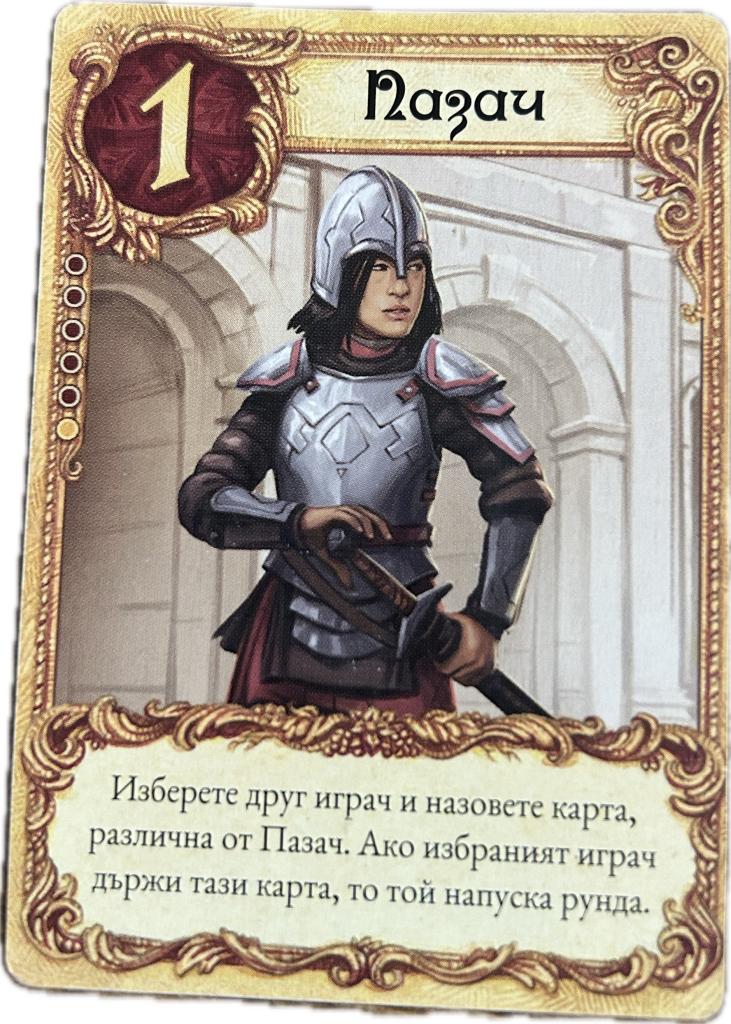 1
Пазач
Изберете друг играч и назовете карта,
различна от Пазач. Ако избраният играч
държи тази карта, то той напуска рунда.